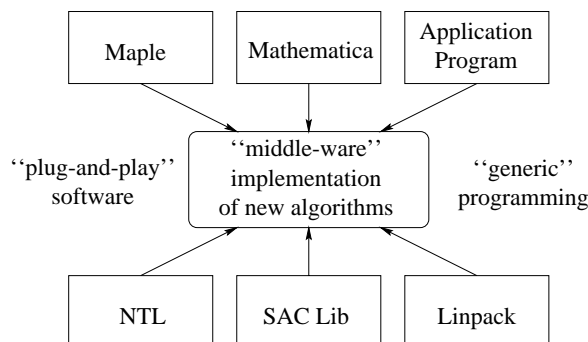 Maple
Mathematica
Application
Program
‘‘plug-and-play’’
software
‘‘middle-ware’’
implementation
of new algorithms
‘‘generic’’
programming
NTL
SAC Lib
Linpack